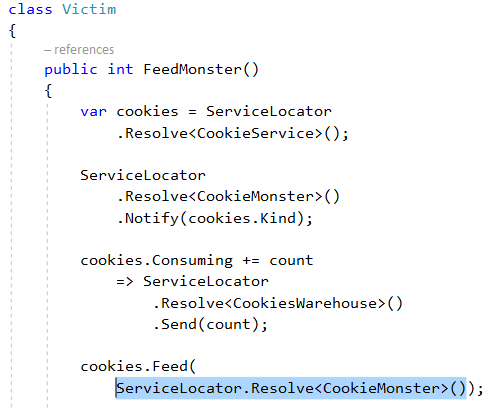 class Victim
{
– references
public int FeedMonster()
{
var cookies = ServiceLocator
.Resolve<CookieService>();
ServiceLocator
.Resolve<CookieMonster>()
.Notify(cookies.Kind);
cookies.Consuming += count
=> ServiceLocator
.Resolve<CookiesWarehouse>()
.Send(count);
cookies.Feed(
ServiceLocator.Resolve<CookieMonster>());